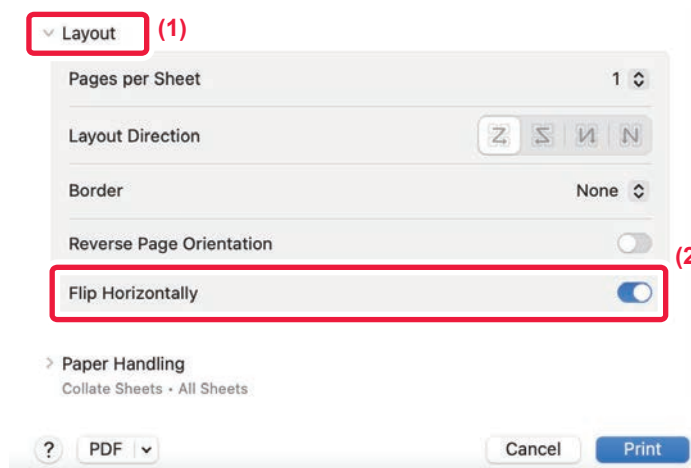 Layout (1)
Pages per Sheet 1
Layout Direction
Border None
Reverse Page Orientation
(2
Flip Horizontally
Paper Handling
Collate Sheets • All Sheets
? PDF Cancel Print